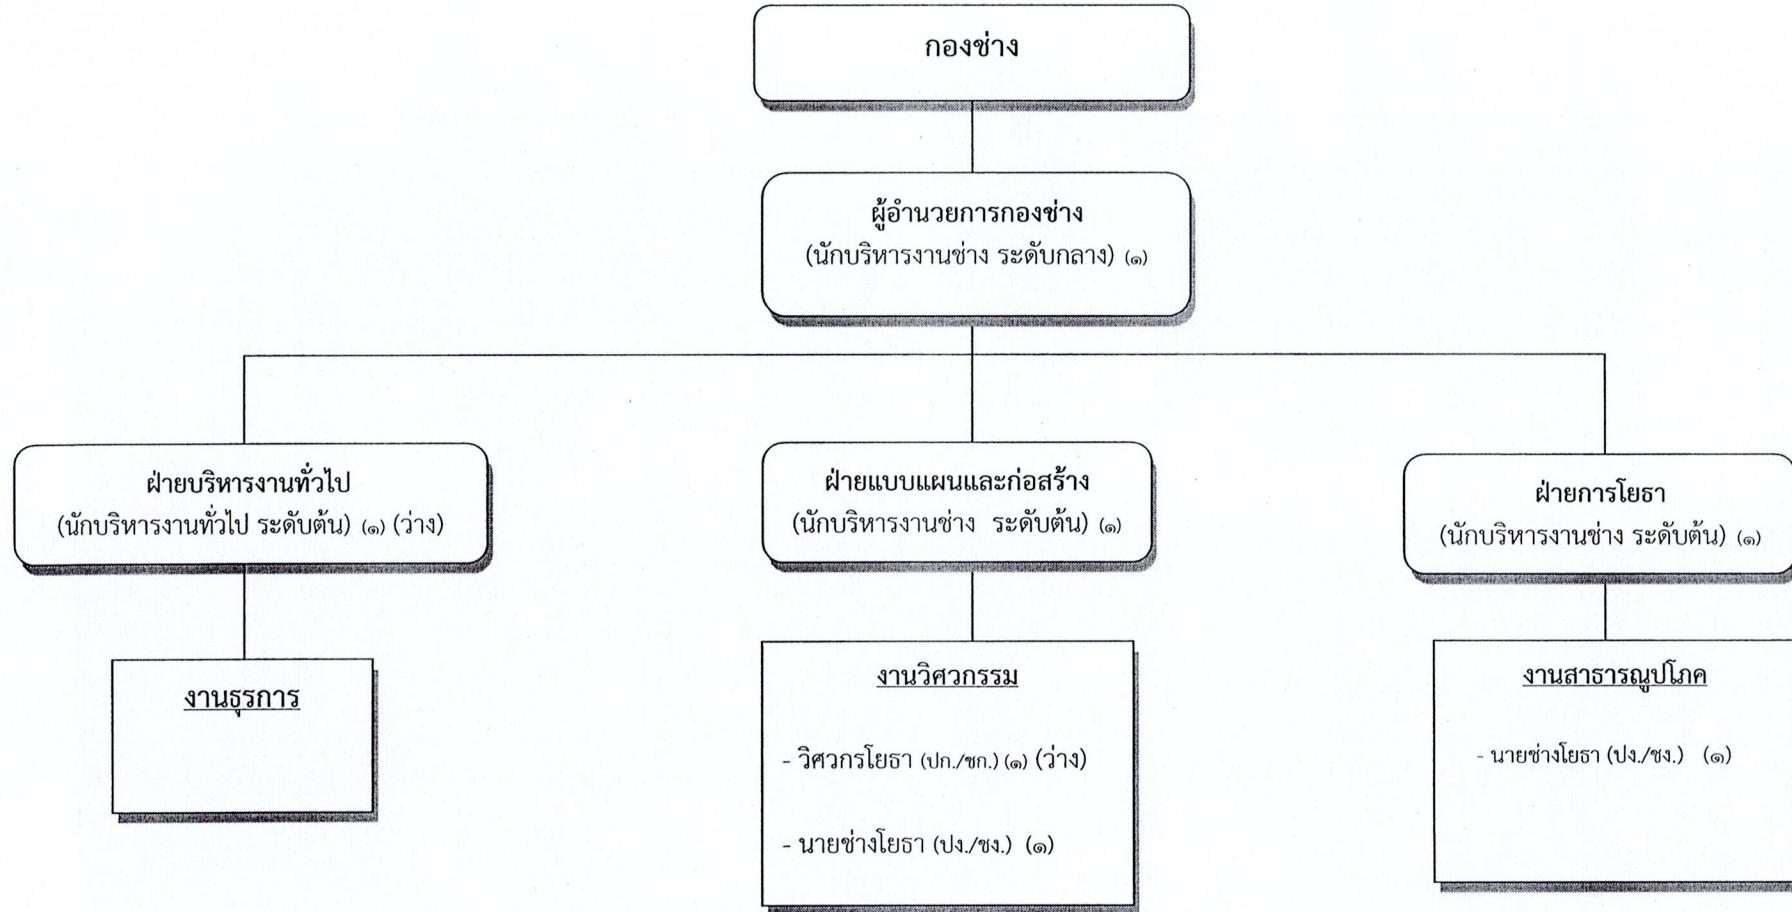 กองช่าง
ผู้อำนวยการกองช่าง
(นักบริหารงานช่าง ระดับกลาง) (๑)
ฝ่ายบริหารงานทั่วไป
(นักบริหารงานทั่วไป ระดับต้น) (๑) (ว่าง)
งานธุรการ
ฝ่ายแบบแผนและก่อสร้าง
(นักบริหารงานช่าง ระดับต้น) (๑)
งานวิศวกรรม
- วิศวกรโยธา (ปก./ชก.) (๑) (ว่าง)
- นายช่างโยธา (ปง./ชง.) (๑)
ฝ่ายการโยธา
(นักบริหารงานช่าง ระดับต้น) (๑)
งานสาธารณูปโภค
- นายช่างโยธา (ปง./ชง.) (๑)